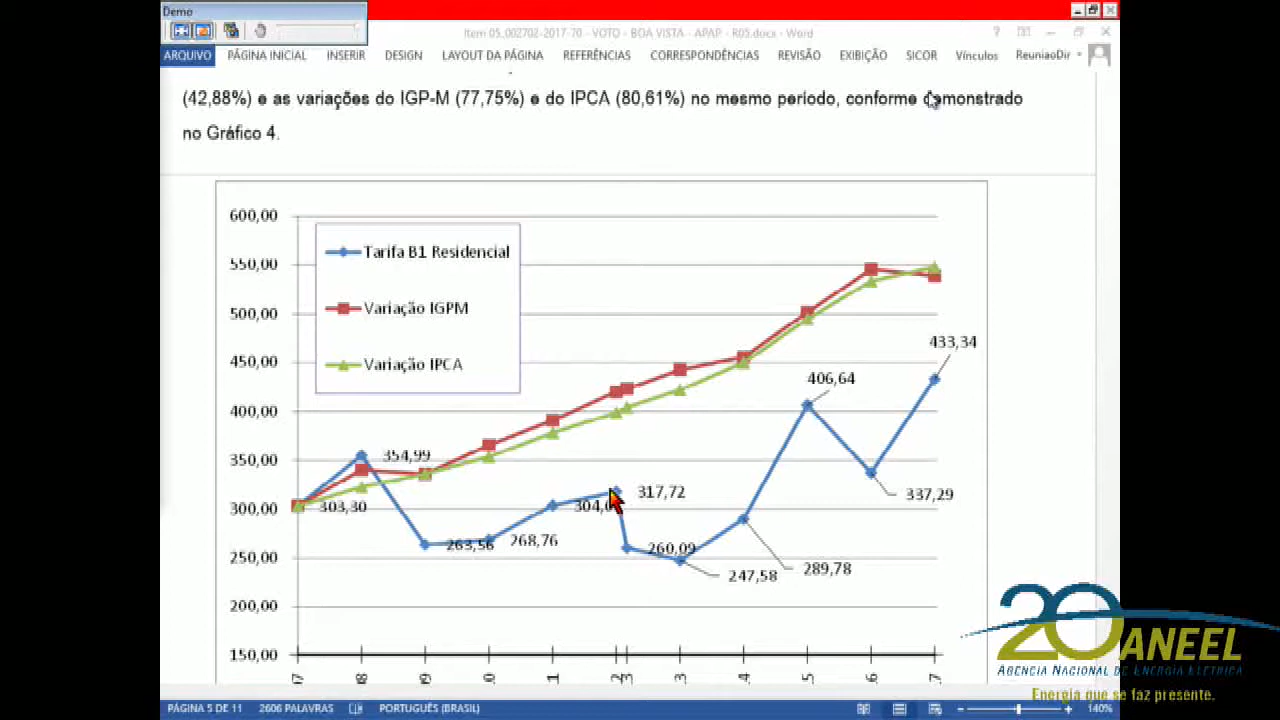 Demo
Item 05_002702-2017-70 - VOTO - BOA VISTA - APAP - R05.docx - Word
ARQUIVO PÁGINA INICIAL INSERIR DESIGN LAYOUT DA PÁGINA REFERÊNCIAS CORRESPONDÊNCIAS REVISÃO EXIBIÇÃO SICOR Vínculos ReuniaoDir
(42,88%) e as variações do IGP-M (77,75%) e do IPCA (80,61%) no mesmo período, conforme demonstrado
no Gráfico 4.
600,00
550,00
500,00
450,00
400,00
350,00
300,00
250,00
200,00
150,00
Tarifa B1 Residencial
Variação IGPM
Variação IPCA
303,30
354,99
263,56
268,76
317,72
260,09
247,58
289,78
406,64
337,29
433,34
20 ANEEL
AGÊNCIA NACIONAL DE ENERGIA ELÉTRICA
Energia que se faz presente.
PÁGINA 5 DE 11 2606 PALAVRAS PORTUGUÊS (BRASIL) 140%